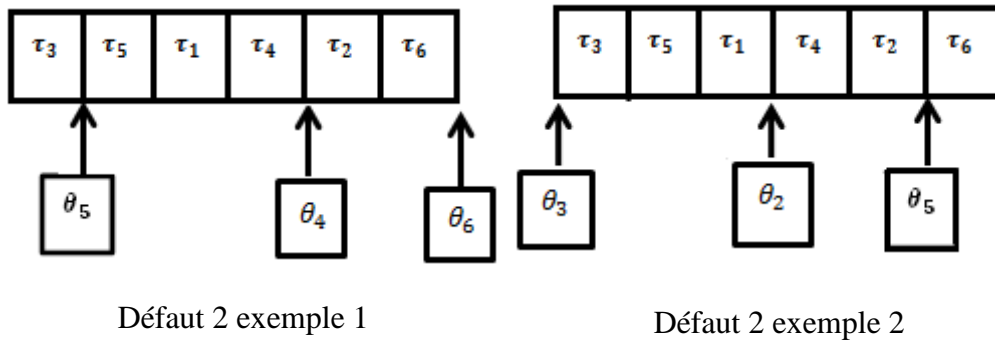 τ₃ τ₅ τ₁ τ₄ τ₂ τ₆
θ₅ θ₄ θ₆
Défaut 2 exemple 1
τ₃ τ₅ τ₁ τ₄ τ₂ τ₆
θ₃ θ₂ θ₅
Défaut 2 exemple 2